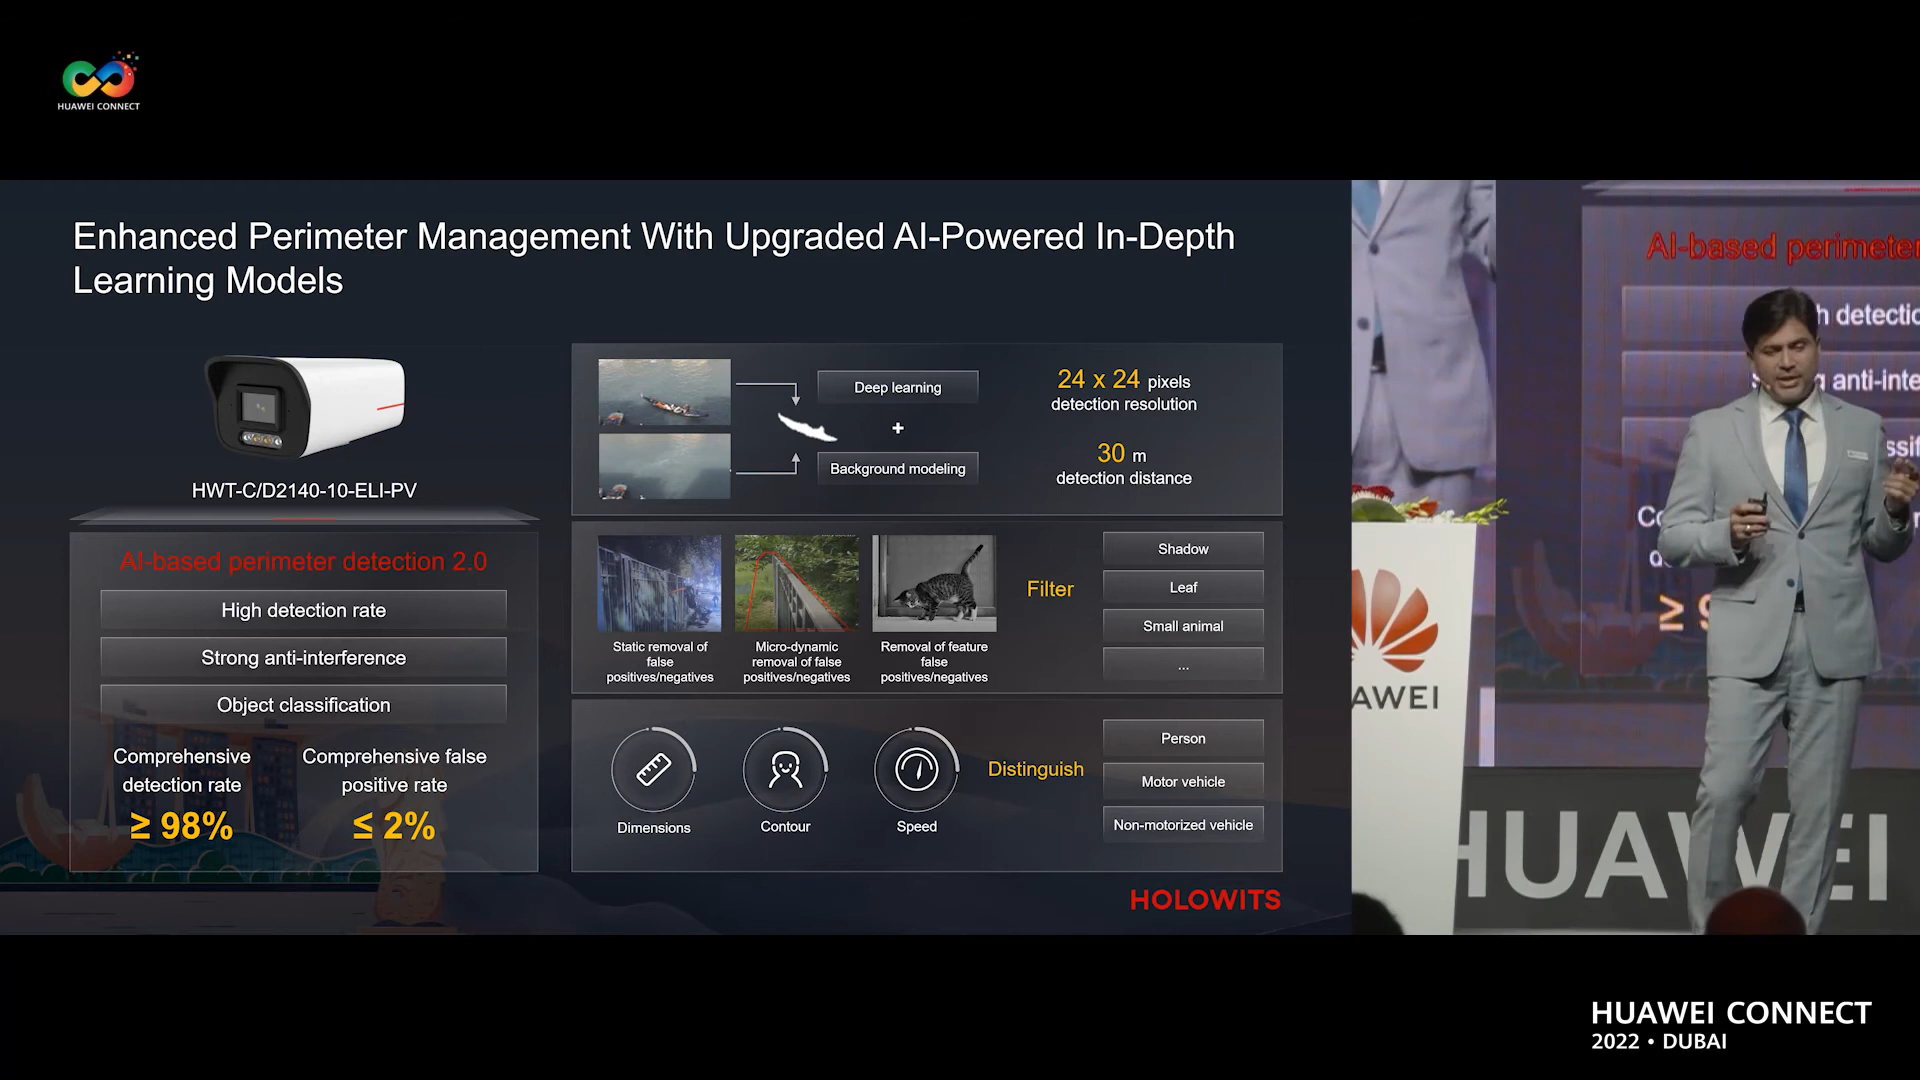 HUAWEI CONNECT
Enhanced Perimeter Management With Upgraded AI-Powered In-Depth
Learning Models
HWT-C/D2140-10-ELI-PV
AI-based perimeter detection 2.0
High detection rate
Strong anti-interference
Object classification
Comprehensive
detection rate
≥ 98%
Comprehensive false
positive rate
≤ 2%
Deep learning
+
Background modeling
24 x 24 pixels
detection resolution
30 m
detection distance
Static removal of
false
positives/negatives
Micro-dynamic
removal of false
positives/negatives
Removal of feature
false
positives/negatives
Filter
Shadow
Leaf
Small animal
...
Dimensions
Contour
Speed
Distinguish
Person
Motor vehicle
Non-motorized vehicle
HOLOWITS
AI-based perimeter
h detectio
anti-inte
ssif
≥ 9
AWEI
HUAWEI
HUAWEI CONNECT
2022 • DUBAI